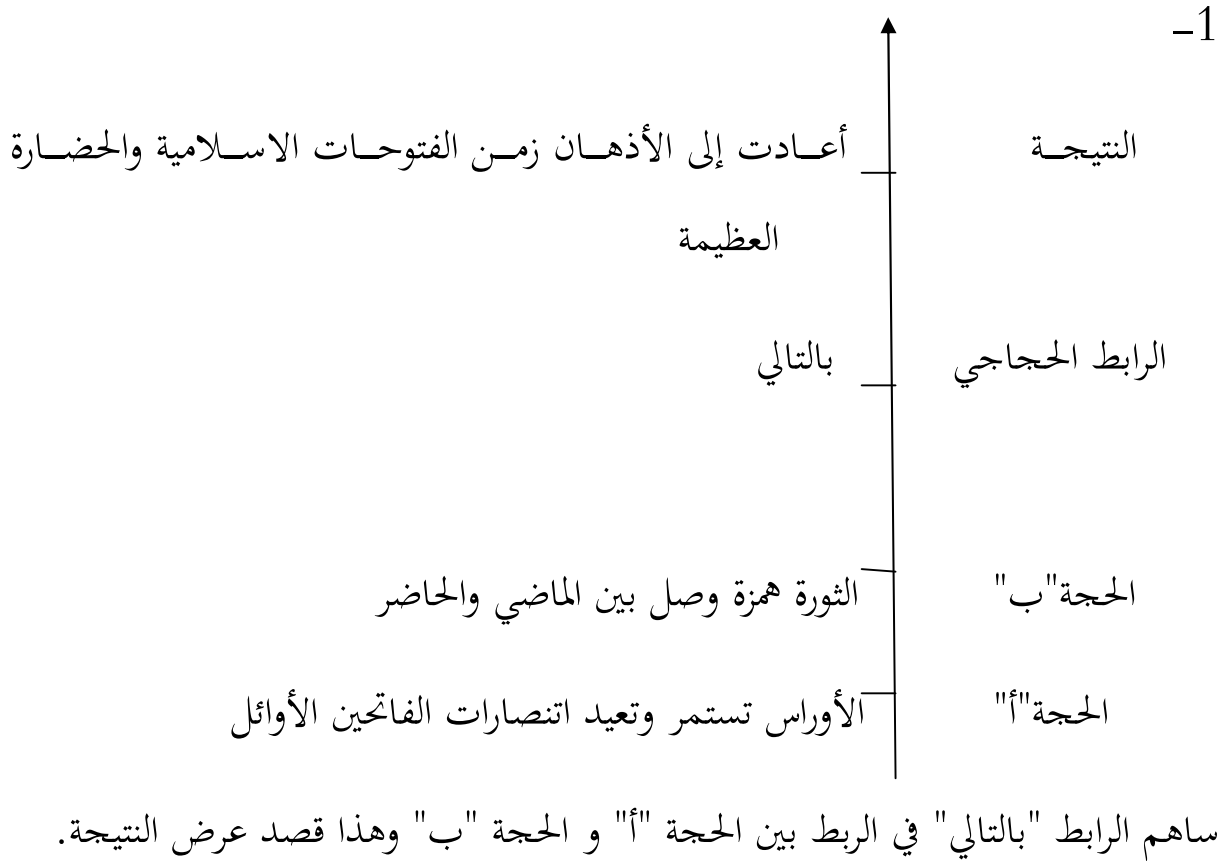 1-
النتيجة أعادت إلى الأذهان زمن الفتوحات الاسلامية والحضارة
العظيمة
الرابط الحجاجي بالتالي
الحجة"ب" الثورة همزة وصل بين الماضي والحاضر
الحجة"أ" الأوراس تستمر وتعيد اتنصارات الفاتحين الأوائل
ساهم الرابط "بالتالي" في الربط بين الحجة "أ" و الحجة "ب" وهذا قصد عرض النتيجة.